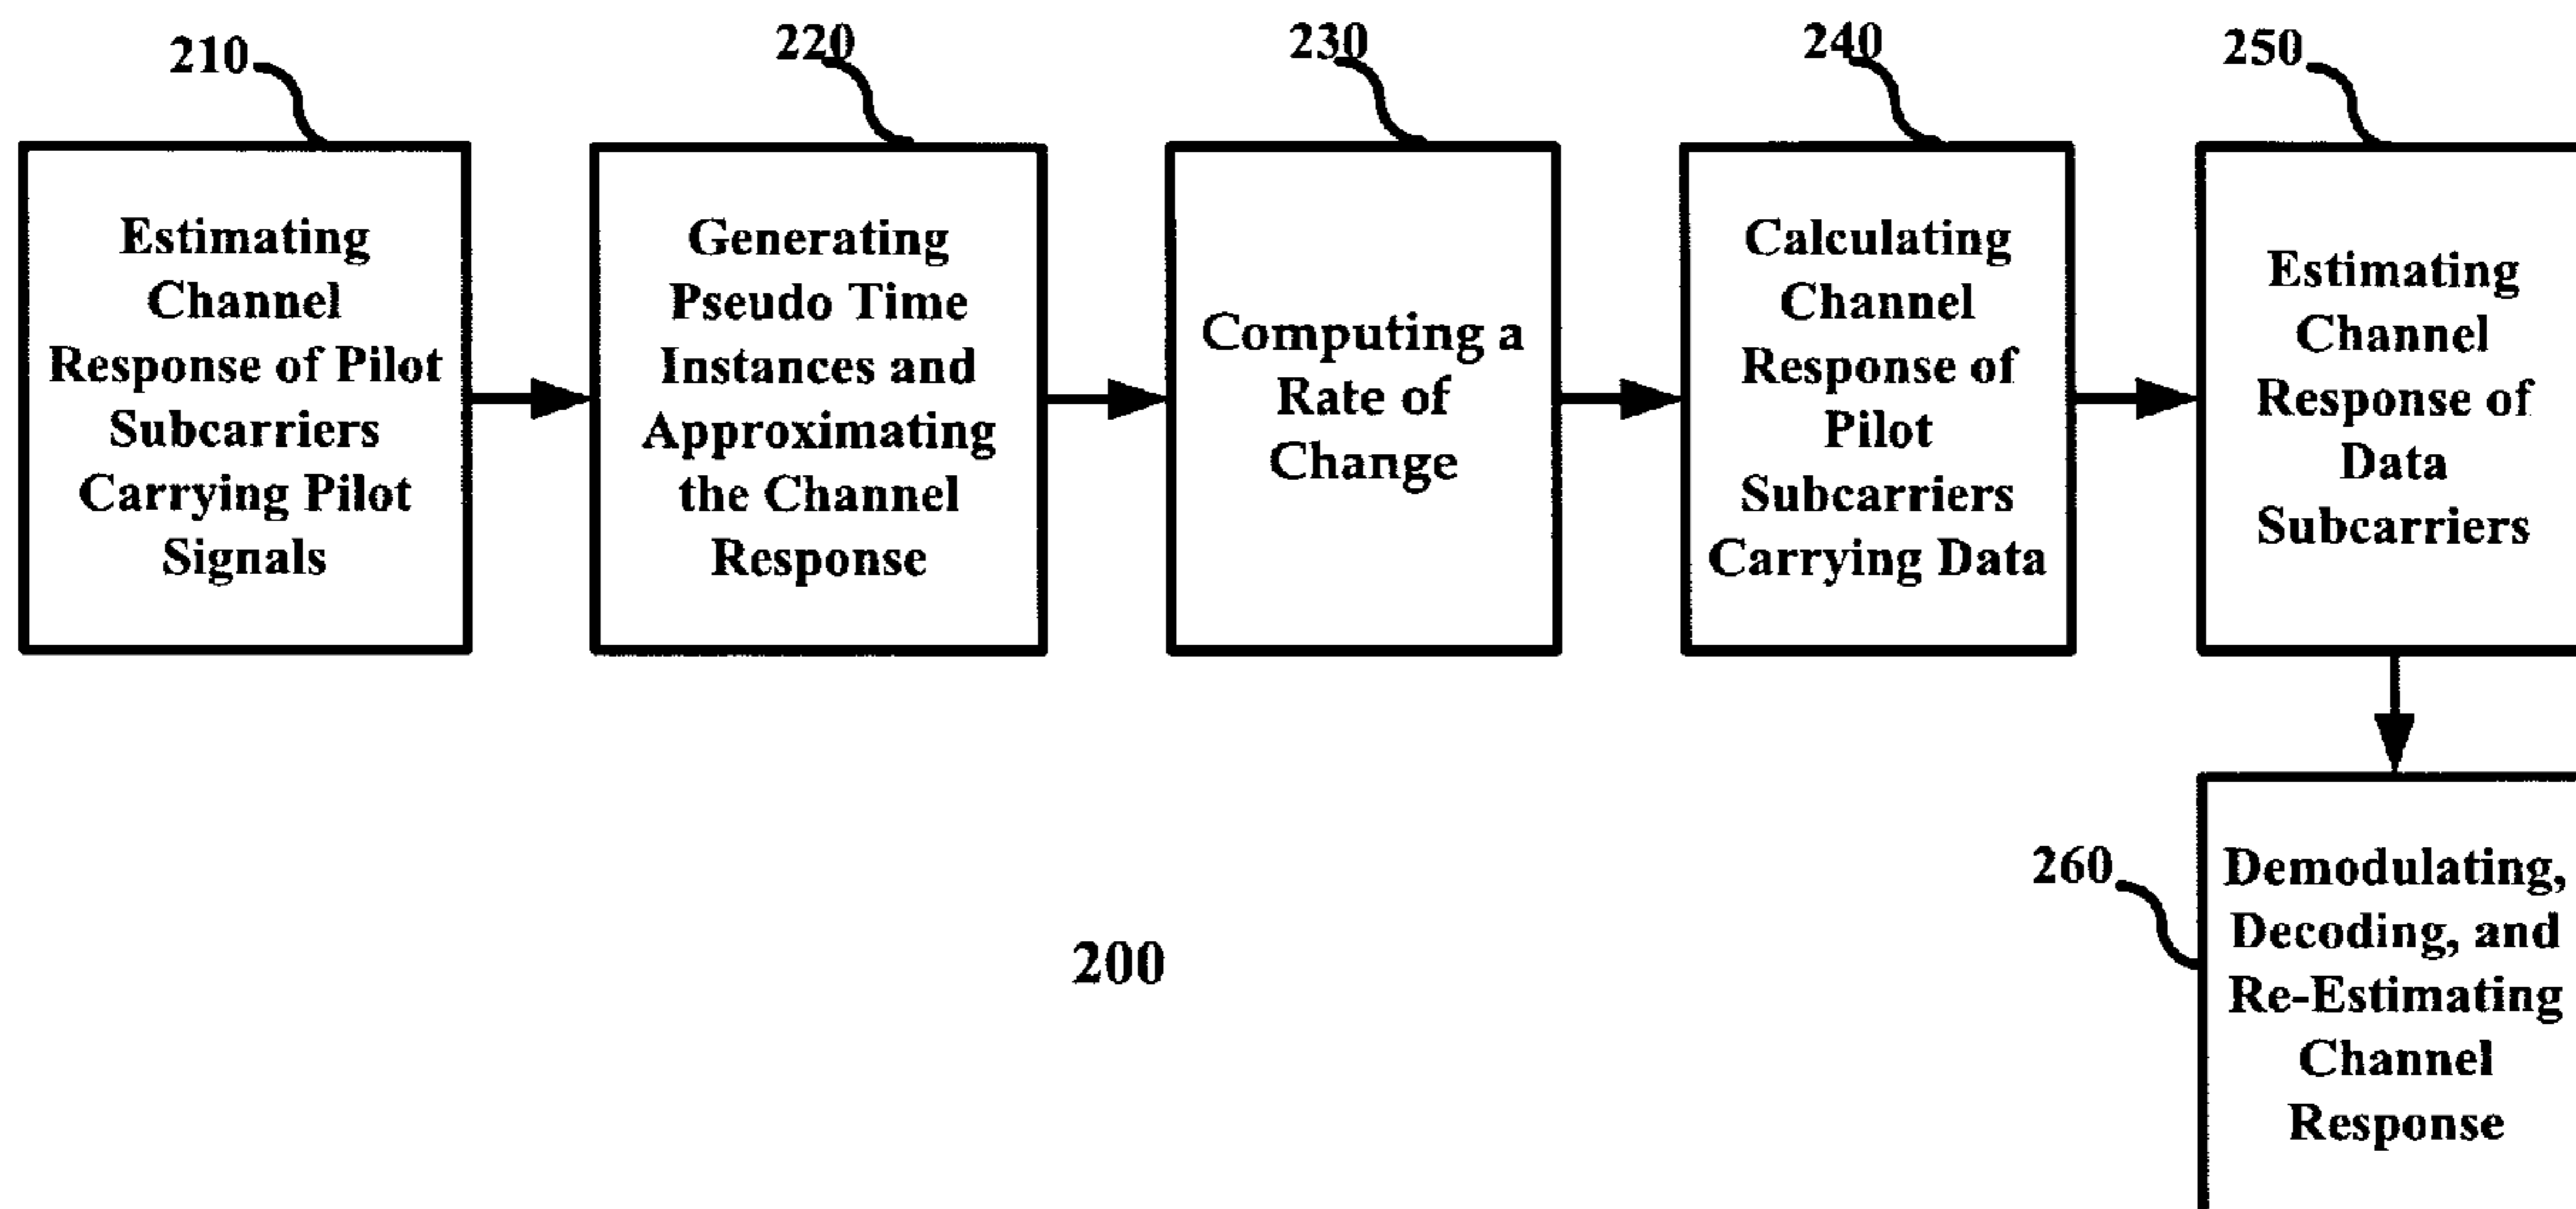 210
220
230
240
250
Estimating
Channel
Response of Pilot
Subcarriers
Carrying Pilot
Signals
Generating
Pseudo Time
Instances and
Approximating
the Channel
Response
Computing a
Rate of
Change
Calculating
Channel
Response of
Pilot
Subcarriers
Carrying Data
Estimating
Channel
Response of
Data
Subcarriers
260
Demodulating,
Decoding, and
Re-Estimating
Channel
Response
200